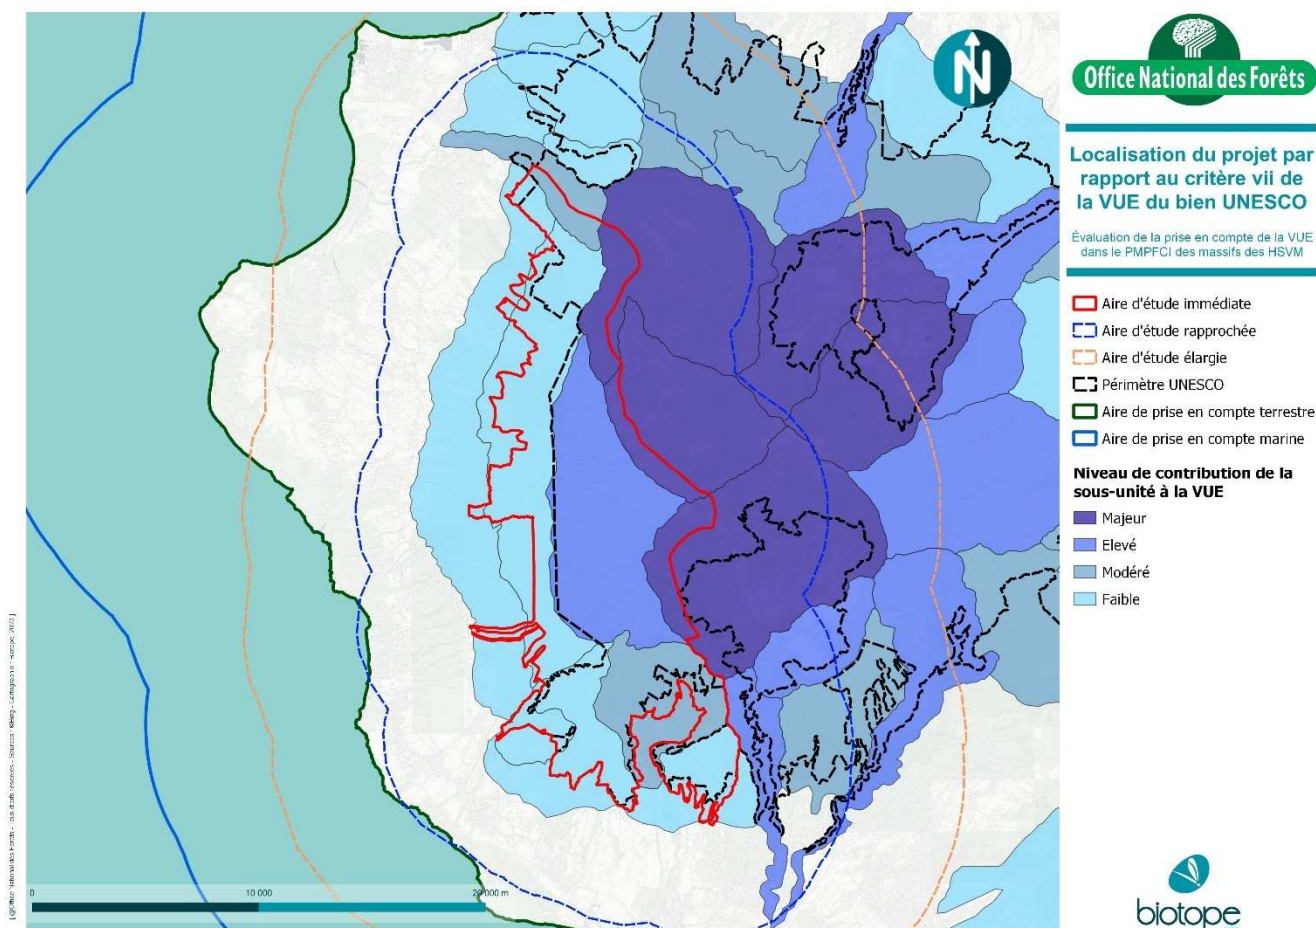 N
0
10 000
20 000 m
Office National des Forêts
Localisation du projet par
rapport au critère vii de
la VUE du bien UNESCO
Évaluation de la prise en compte de la VUE
dans le PMPFCI des massifs des HSVM
Aire d'étude immédiate
Aire d'étude rapprochée
Aire d'étude élargie
Périmètre UNESCO
Aire de prise en compte terrestre
Aire de prise en compte marine
Niveau de contribution de la
sous-unité à la VUE
Majeur
Elevé
Modéré
Faible
biotope